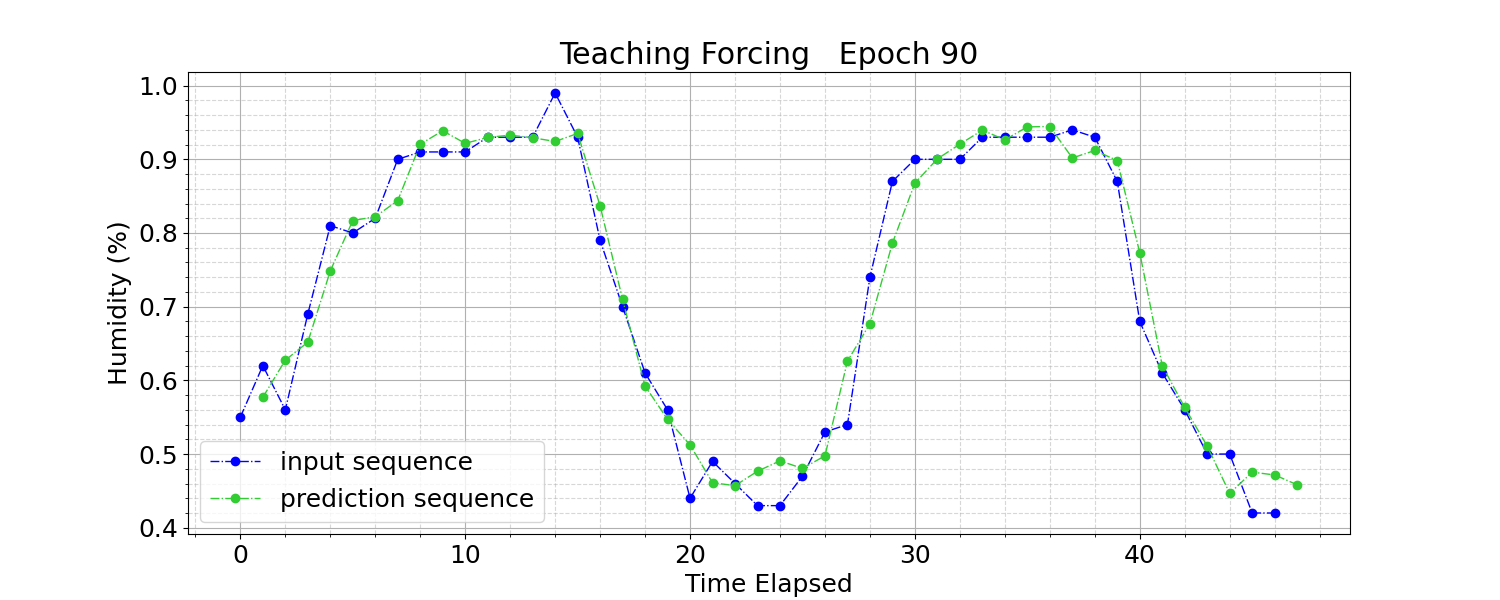 Teaching Forcing   Epoch 90
Humidity (%)
1.0
0.9
0.8
0.7
0.6
0.5
0.4
input sequence
prediction sequence
0 10 20 30 40
Time Elapsed